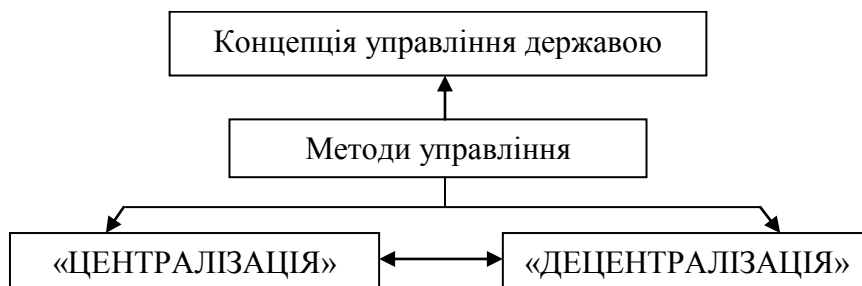 Концепція управління державою
Методи управління
«ЦЕНТРАЛІЗАЦІЯ»
«ДЕЦЕНТРАЛІЗАЦІЯ»